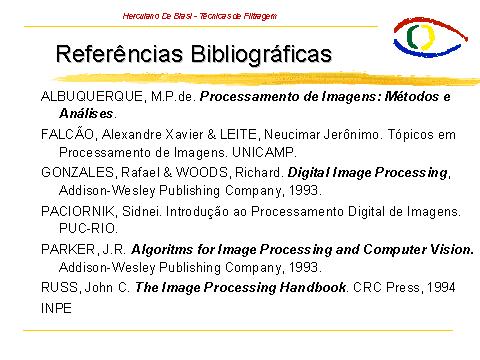 Herculano De Biasi - Técnicas de Filtragem
Referências Bibliográficas
ALBUQUERQUE, M.P.de. Processamento de Imagens: Métodos e
Análises.
FALCÃO, Alexandre Xavier & LEITE, Neucimar Jerônimo. Tópicos em
Processamento de Imagens. UNICAMP.
GONZALES, Rafael & WOODS, Richard. Digital Image Processing,
Addison-Wesley Publishing Company, 1993.
PACIORNIK, Sidnei. Introdução ao Processamento Digital de Imagens.
PUC-RIO.
PARKER, J.R. Algoritms for Image Processing and Computer Vision.
Addison-Wesley Publishing Company, 1993.
RUSS, John C. The Image Processing Handbook. CRC Press, 1994
INPE